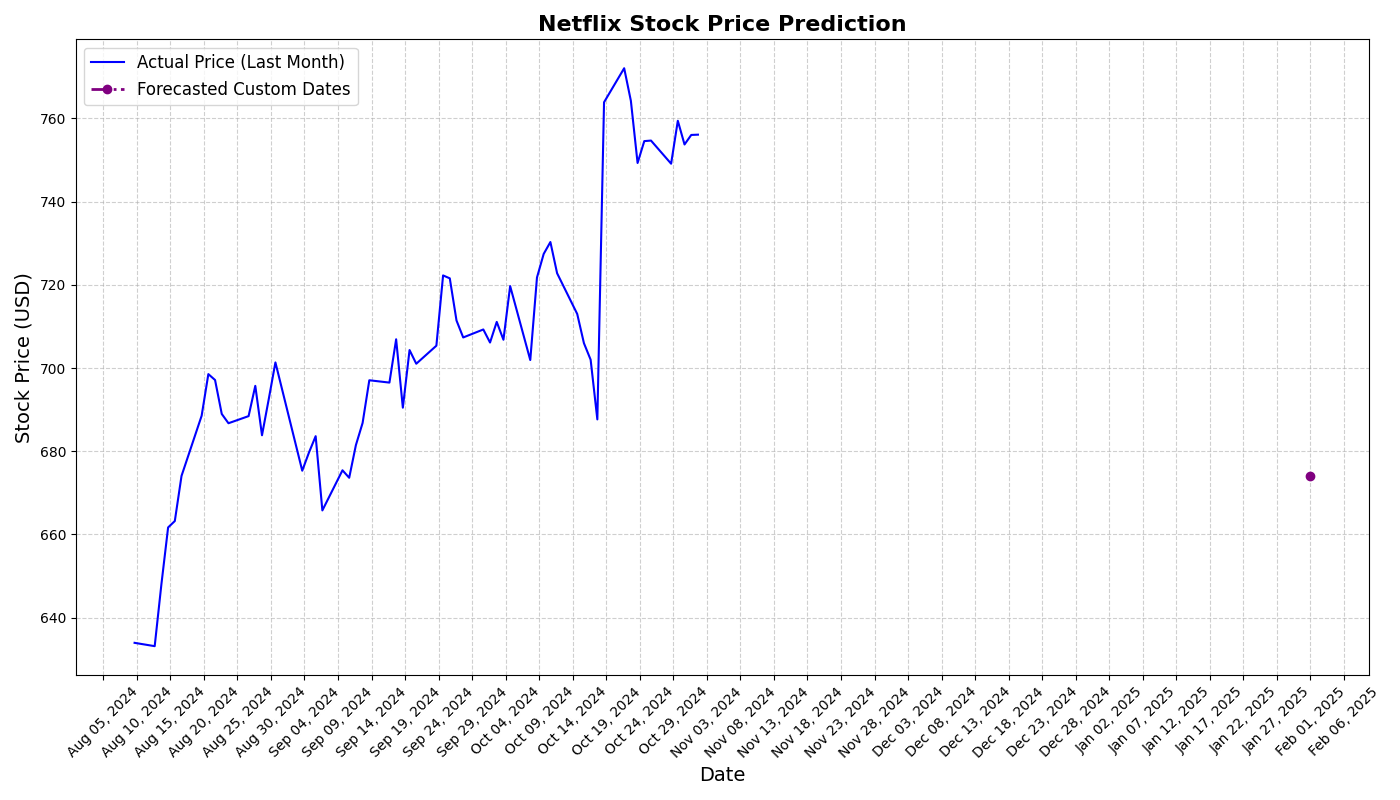 Netflix Stock Price Prediction
Actual Price (Last Month)
Forecasted Custom Dates
Stock Price (USD)
760
740
720
700
680
660
640
Aug 05, 2024
Aug 10, 2024
Aug 15, 2024
Aug 20, 2024
Aug 25, 2024
Aug 30, 2024
Sep 04, 2024
Sep 09, 2024
Sep 14, 2024
Sep 19, 2024
Sep 24, 2024
Sep 29, 2024
Oct 04, 2024
Oct 09, 2024
Oct 14, 2024
Oct 19, 2024
Oct 24, 2024
Oct 29, 2024
Nov 03, 2024
Nov 08, 2024
Nov 13, 2024
Nov 18, 2024
Nov 23, 2024
Nov 28, 2024
Dec 03, 2024
Dec 08, 2024
Dec 13, 2024
Dec 18, 2024
Dec 23, 2024
Dec 28, 2024
Jan 02, 2025
Jan 07, 2025
Jan 12, 2025
Jan 17, 2025
Jan 22, 2025
Jan 27, 2025
Feb 01, 2025
Feb 06, 2025
Date